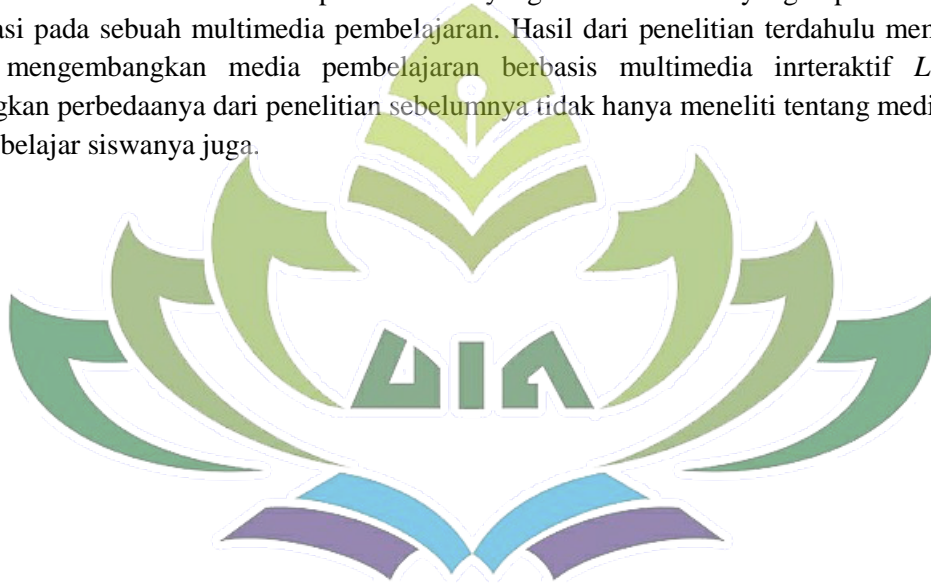 asi pada sebuah multimedia pembelajaran. Hasil dari penelitian terdahulu men
mengembangkan media pembelajaran berbasis multimedia inrteraktif L
gkan perbedaanya dari penelitian sebelumnya tidak hanya meneliti tentang medi
belajar siswanya juga.
UIN